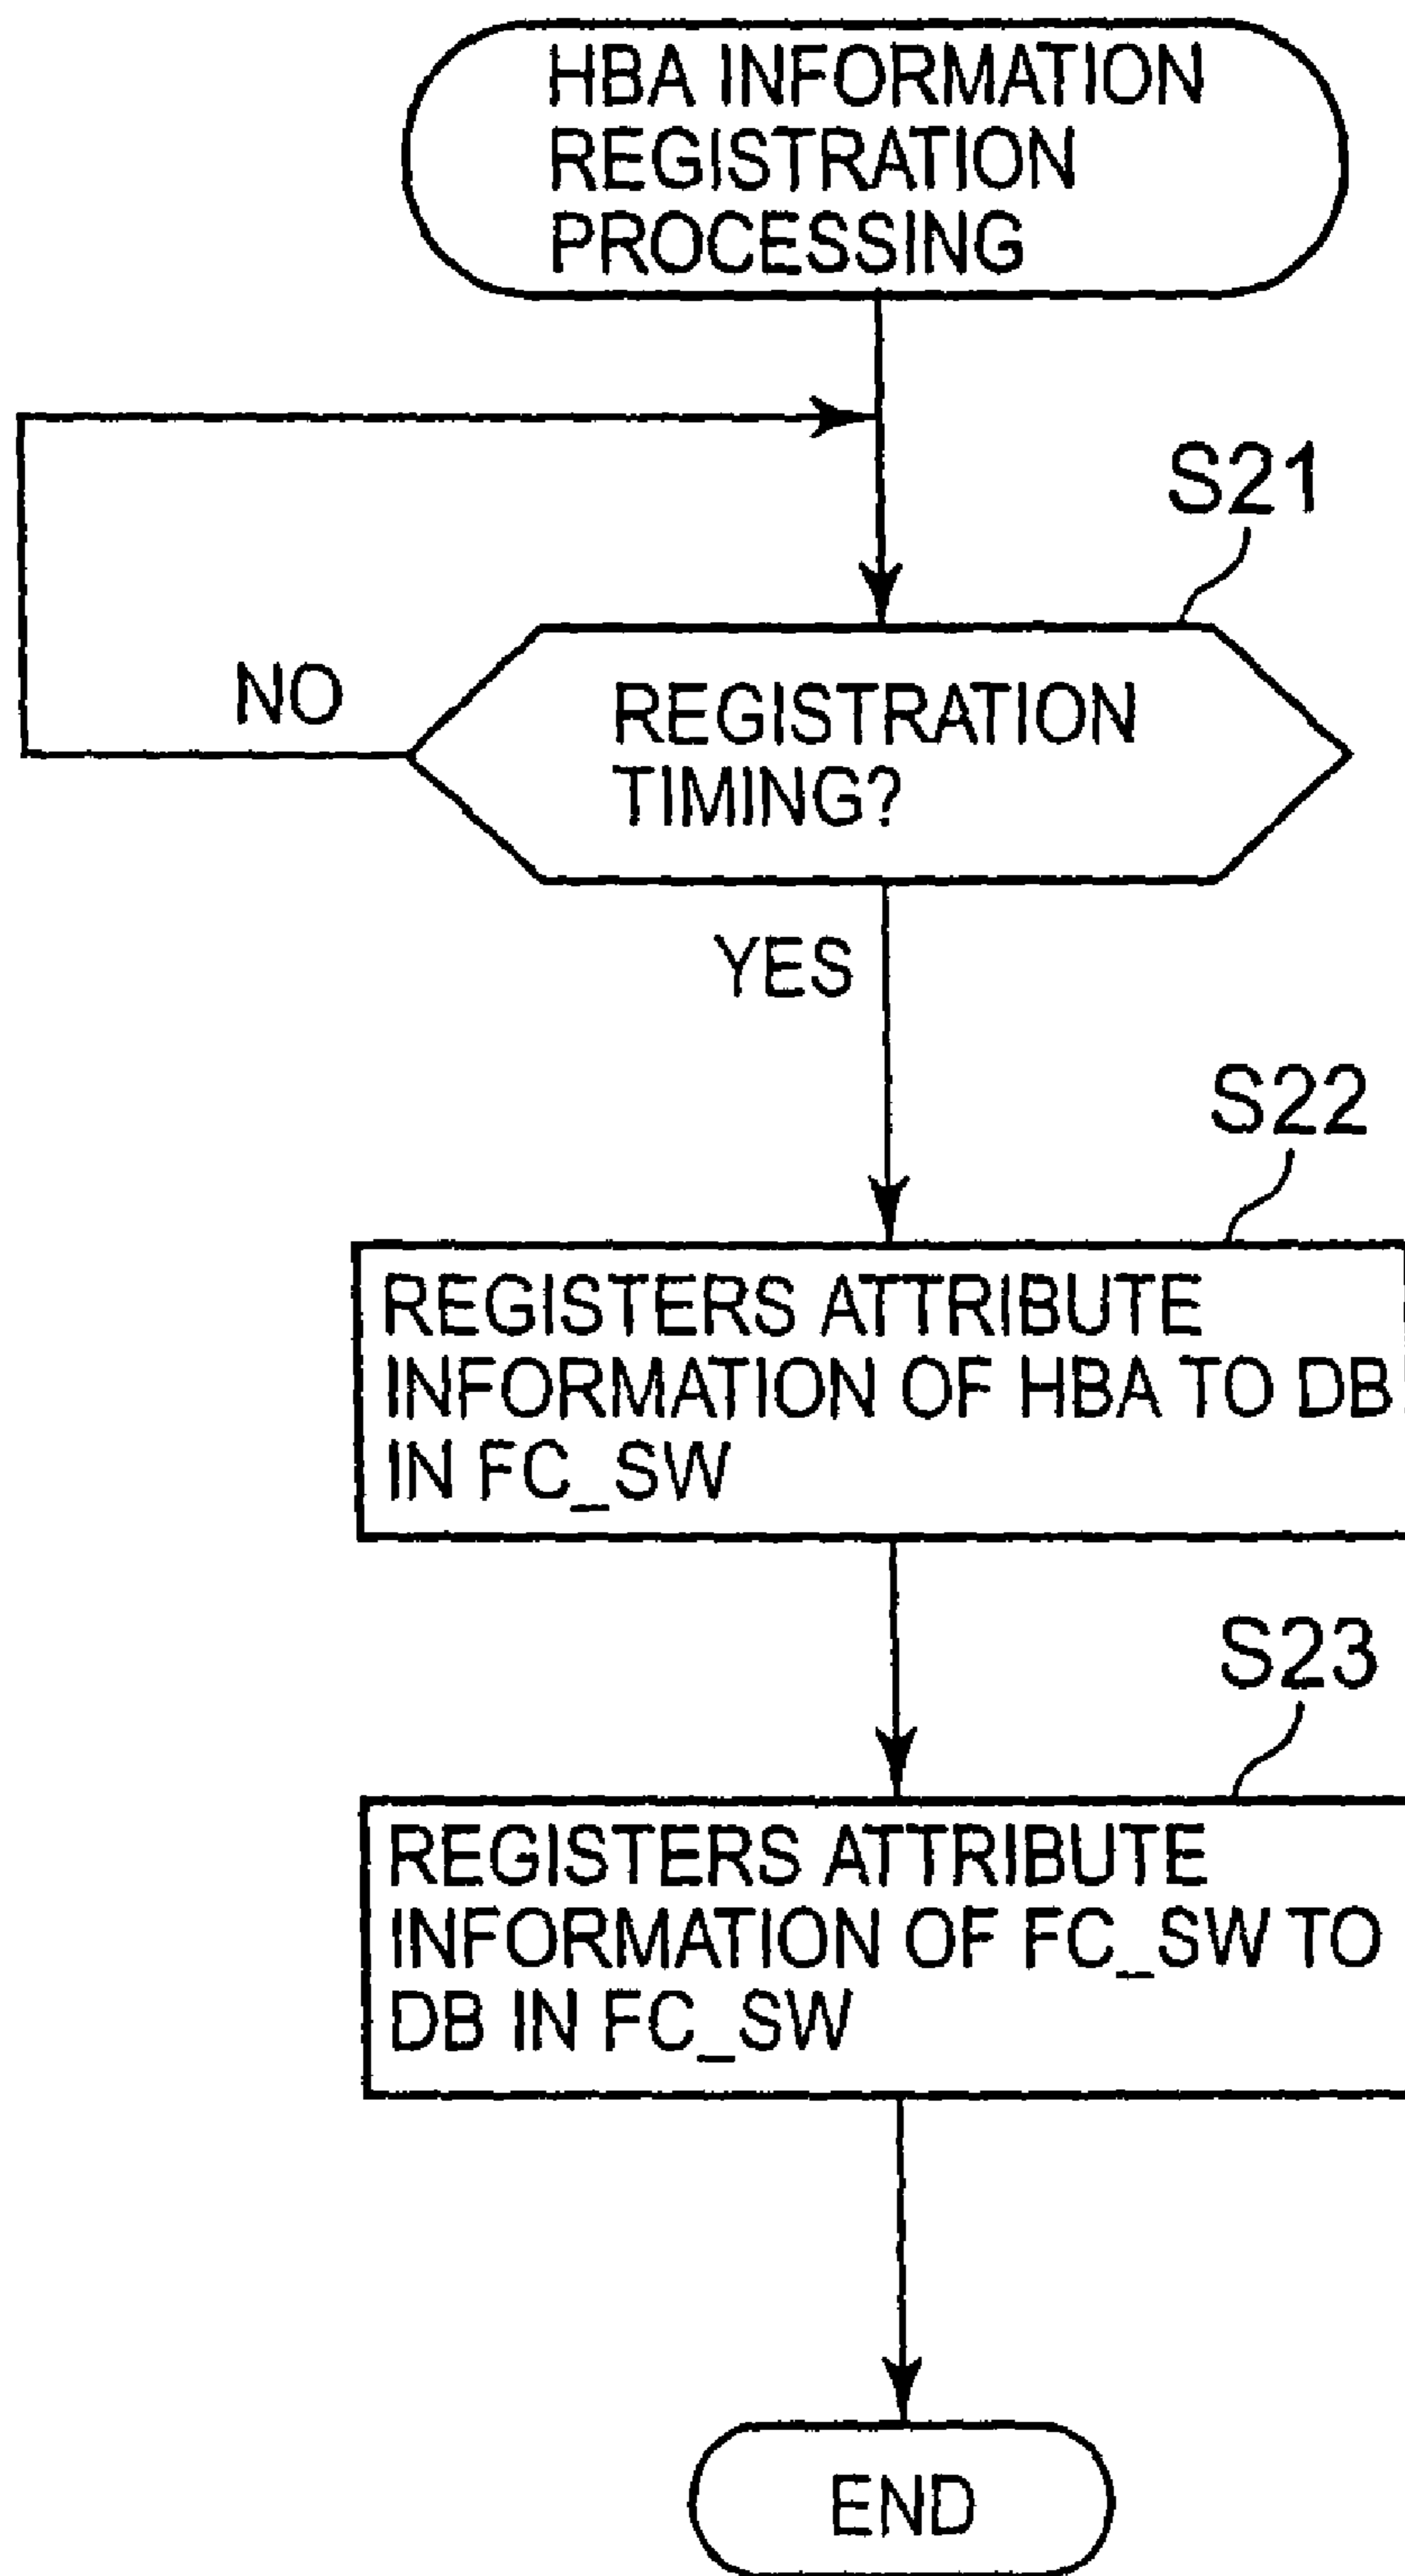 HBA INFORMATION
REGISTRATION
PROCESSING
S21
NO
REGISTRATION
TIMING?
YES
S22
REGISTERS ATTRIBUTE
INFORMATION OF HBA TO DB
IN FC_SW
S23
REGISTERS ATTRIBUTE
INFORMATION OF FC_SW TO
DB IN FC_SW
END